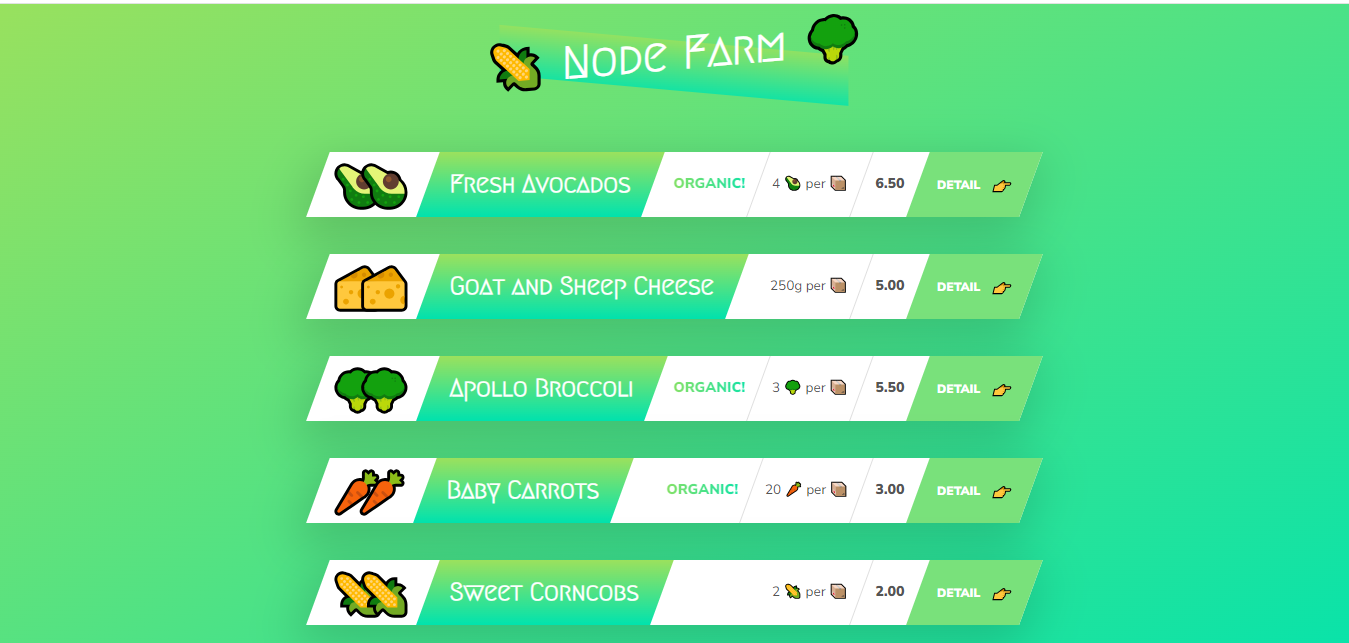 Node Farm
Fresh Avocados ORGANIC! 4 🥑 per 📦 6.50 DETAIL 👉
Goat and Sheep Cheese 250g per 📦 5.00 DETAIL 👉
Apollo Broccoli ORGANIC! 3 🥦 per 📦 5.50 DETAIL 👉
Baby Carrots ORGANIC! 20 🥕 per 📦 3.00 DETAIL 👉
Sweet Corncobs 2 🌽 per 📦 2.00 DETAIL 👉